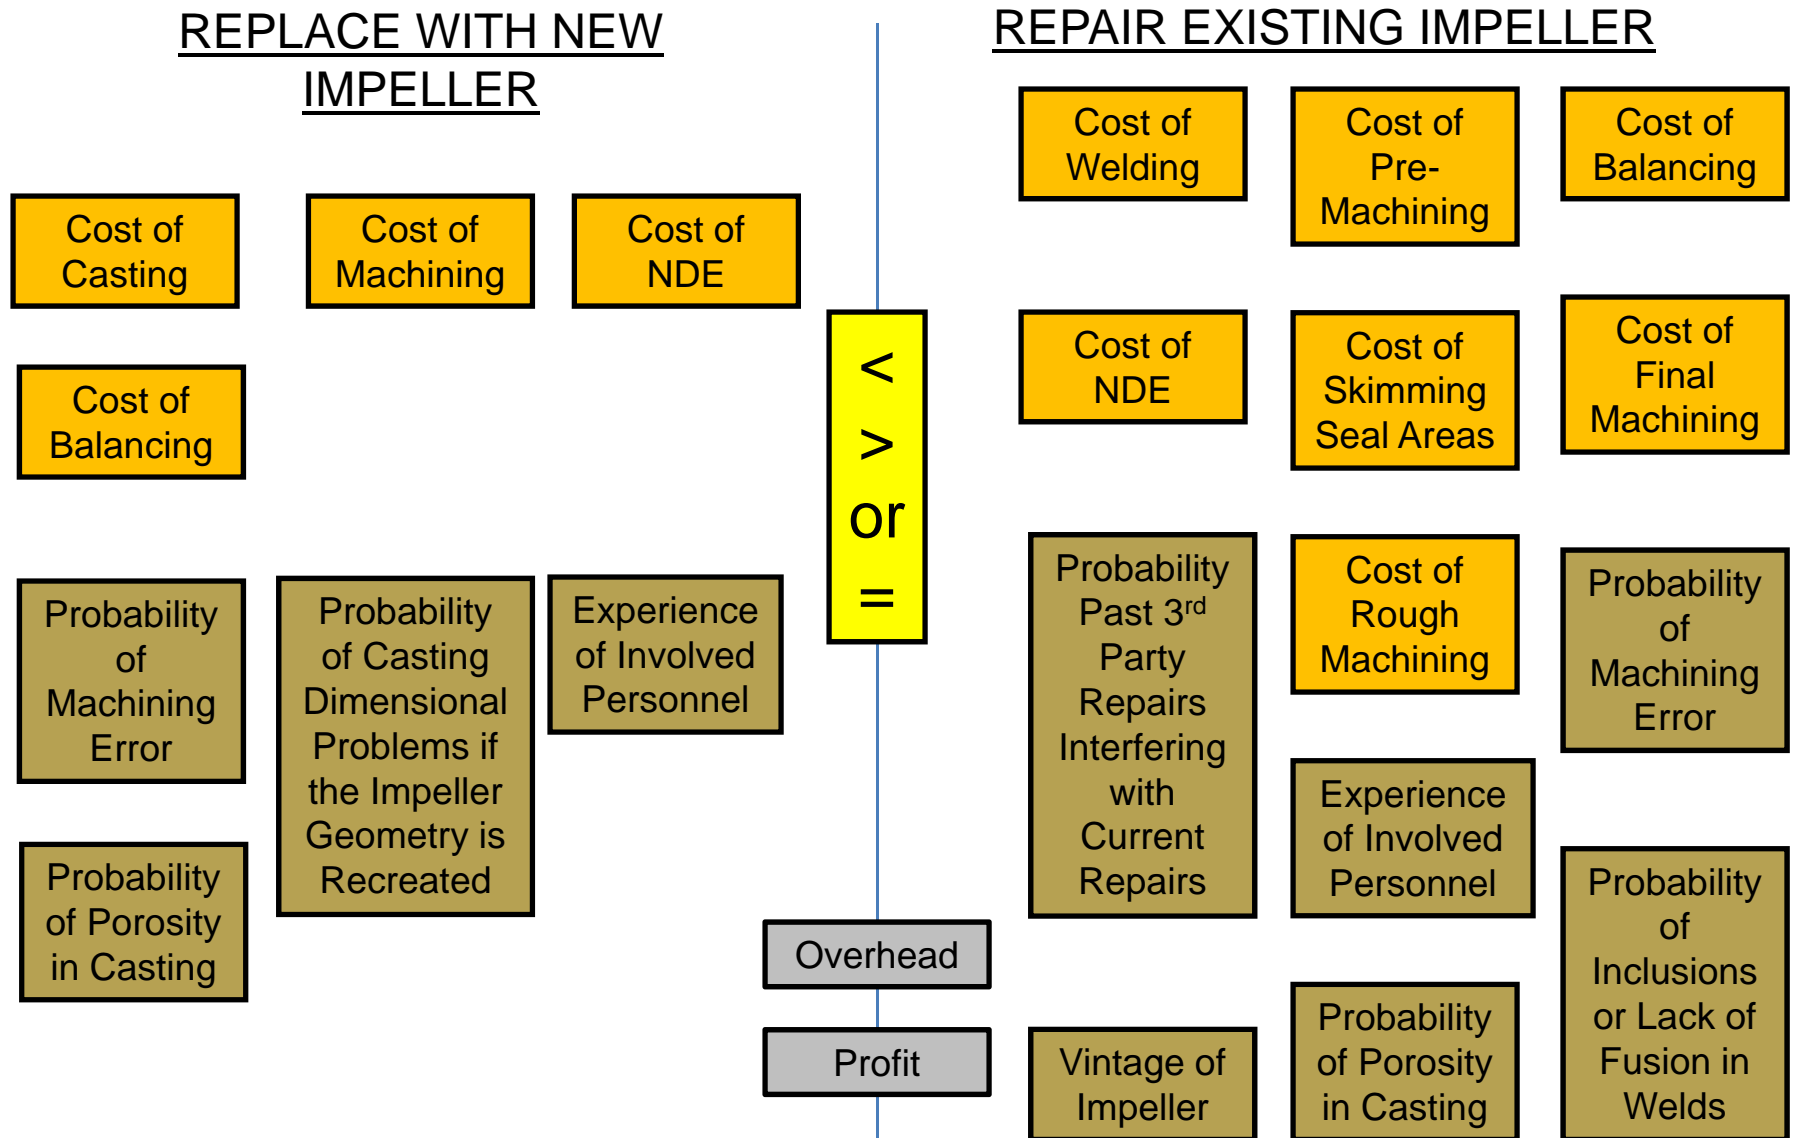 REPLACE WITH NEW
IMPELLER
Cost of
Casting
Cost of
Machining
Cost of
NDE
Cost of
Balancing
Probability
of
Machining
Error
Probability
of Casting
Dimensional
Problems if
the Impeller
Geometry is
Recreated
Experience
of Involved
Personnel
Probability
of Porosity
in Casting
<
>
or
=
Overhead
Profit
REPAIR EXISTING IMPELLER
Cost of
Welding
Cost of
Pre-
Machining
Cost of
Balancing
Cost of
NDE
Cost of
Skimming
Seal Areas
Cost of
Final
Machining
Probability
Past 3rd
Party
Repairs
Interfering
with
Current
Repairs
Cost of
Rough
Machining
Probability
of
Machining
Error
Experience
of Involved
Personnel
Probability
of
Inclusions
or Lack of
Fusion in
Welds
Vintage of
Impeller
Probability
of Porosity
in Casting